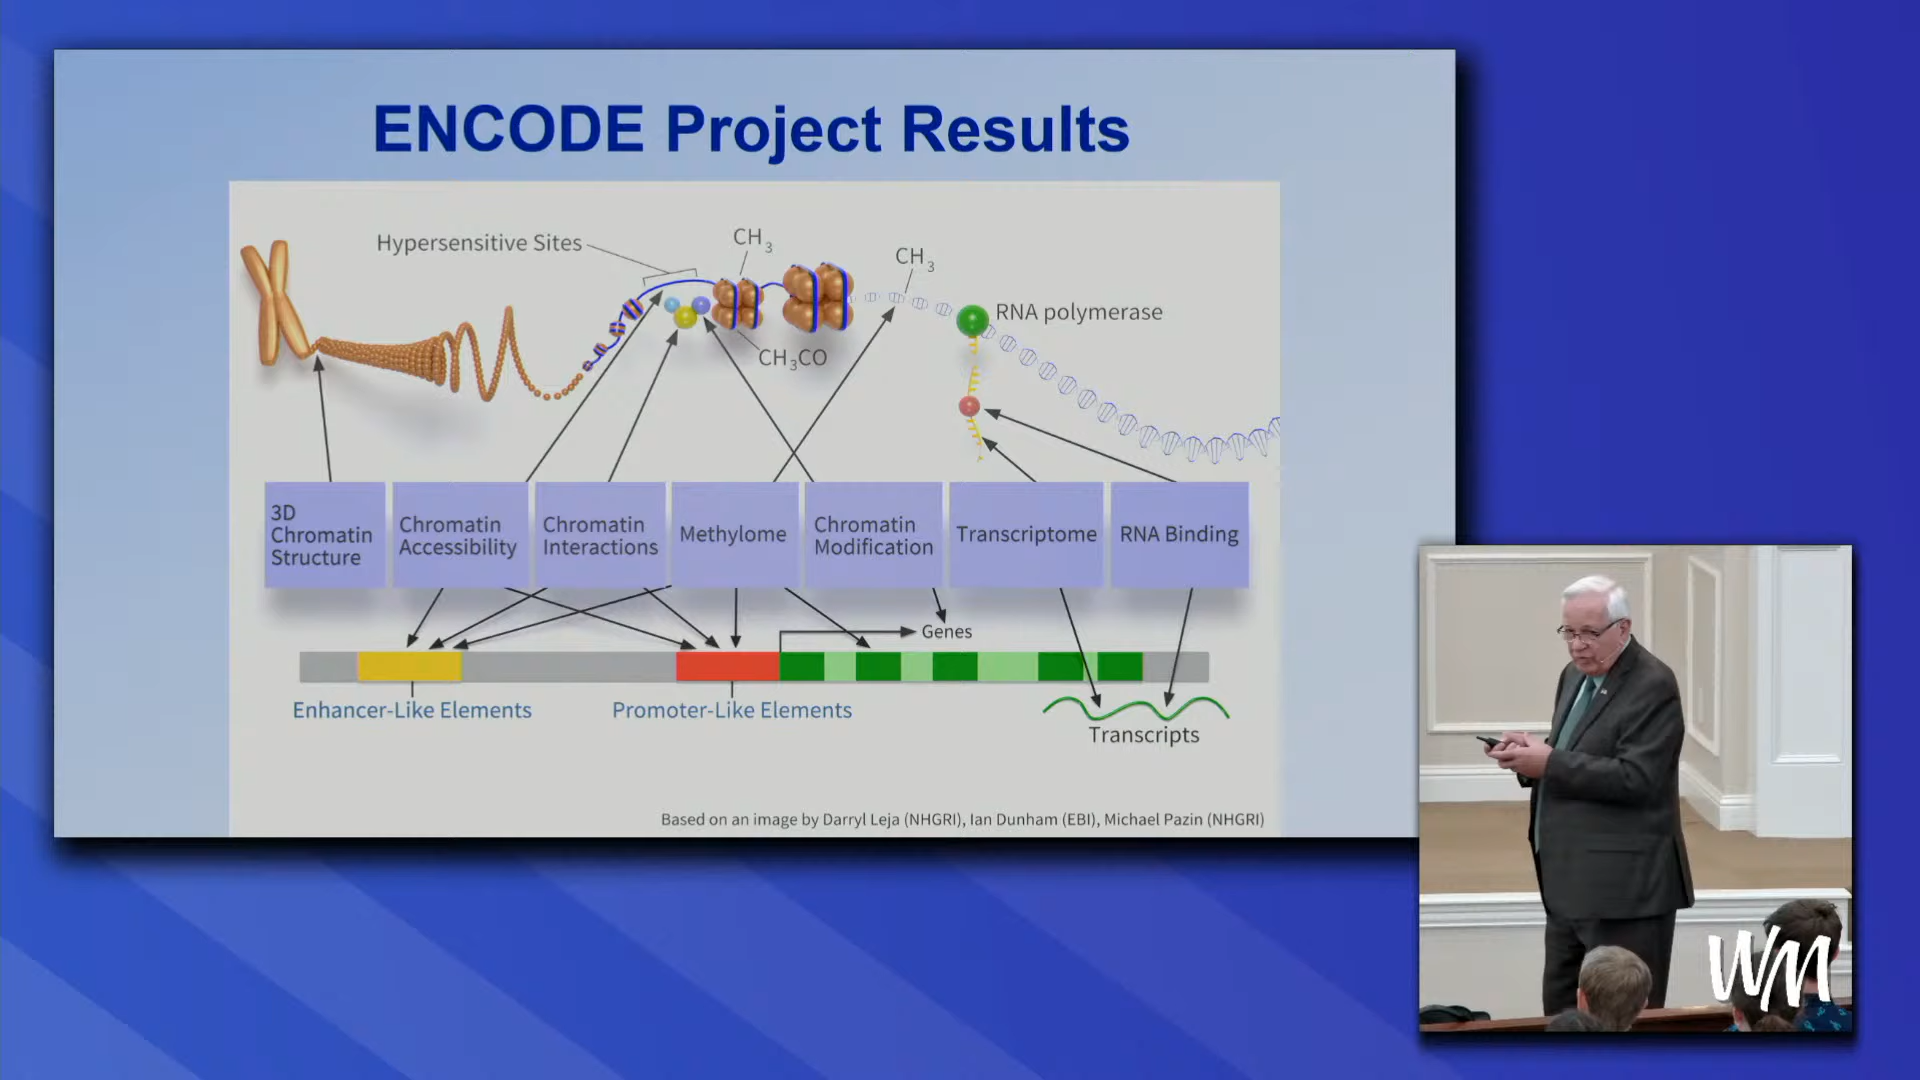 ENCODE Project Results
Hypersensitive Sites
CH3
CH3
RNA polymerase
CH3CO
3D
Chromatin
Structure
Chromatin
Accessibility
Chromatin
Interactions
Methylome
Chromatin
Modification
Transcriptome
RNA Binding
Genes
Enhancer-Like Elements
Promoter-Like Elements
Transcripts
Based on an image by Darryl Leja (NHGRI), Ian Dunham (EBI), Michael Pazin (NHGRI)
WM